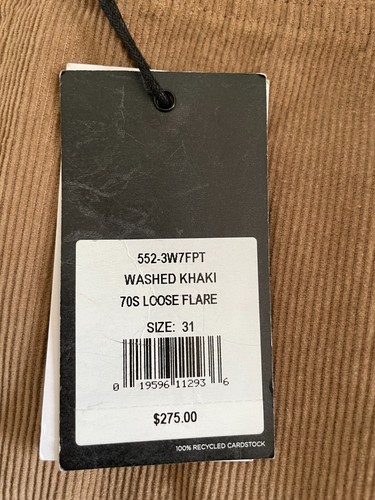 552-3W7FPT
WASHED KHAKI
70S LOOSE FLARE
SIZE: 31
0 19596 11293 6
$275.00
100% RECYCLED CARDSTOCK